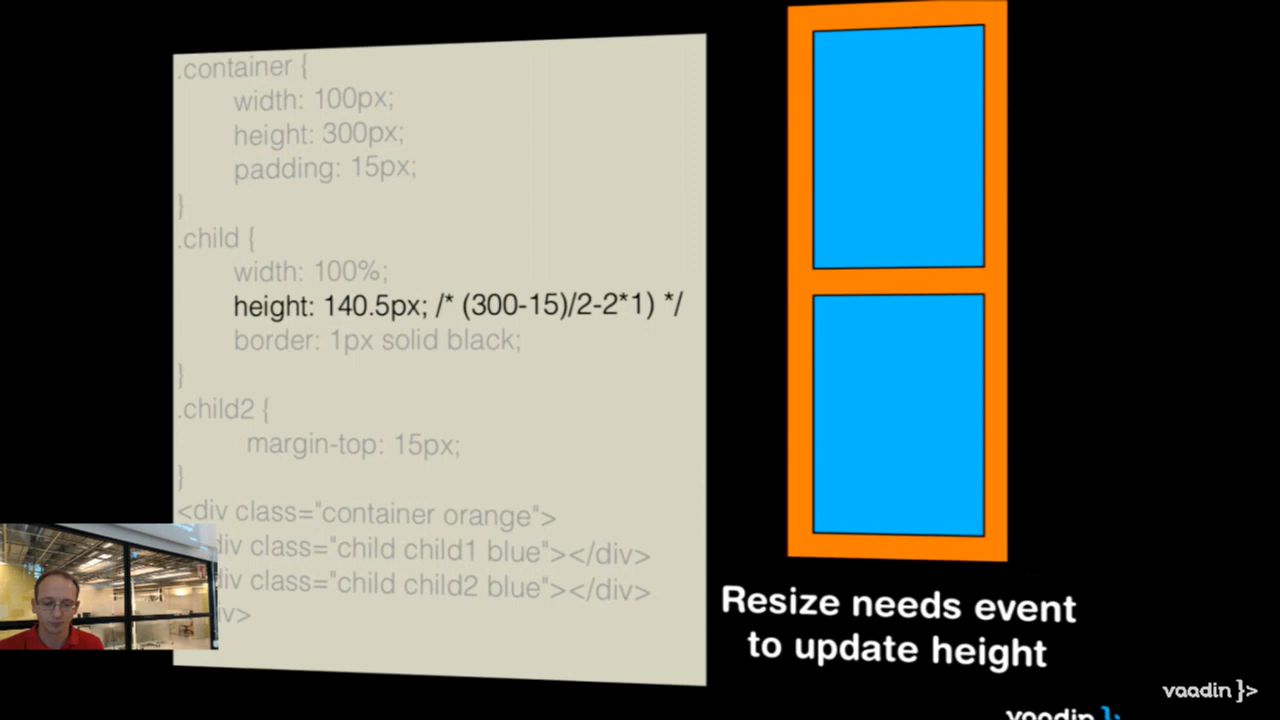 .container {
width: 100px;
height: 300px;
padding: 15px;
}
.child {
width: 100%;
height: 140.5px; /* (300-15)/2-2*1) */
border: 1px solid black;
}
.child2 {
margin-top: 15px;
}
<div class="container orange">
div class="child child1 blue"></div>
div class="child child2 blue"></div>
iv>
Resize needs event
to update height
vaadin }>
vaadin }>